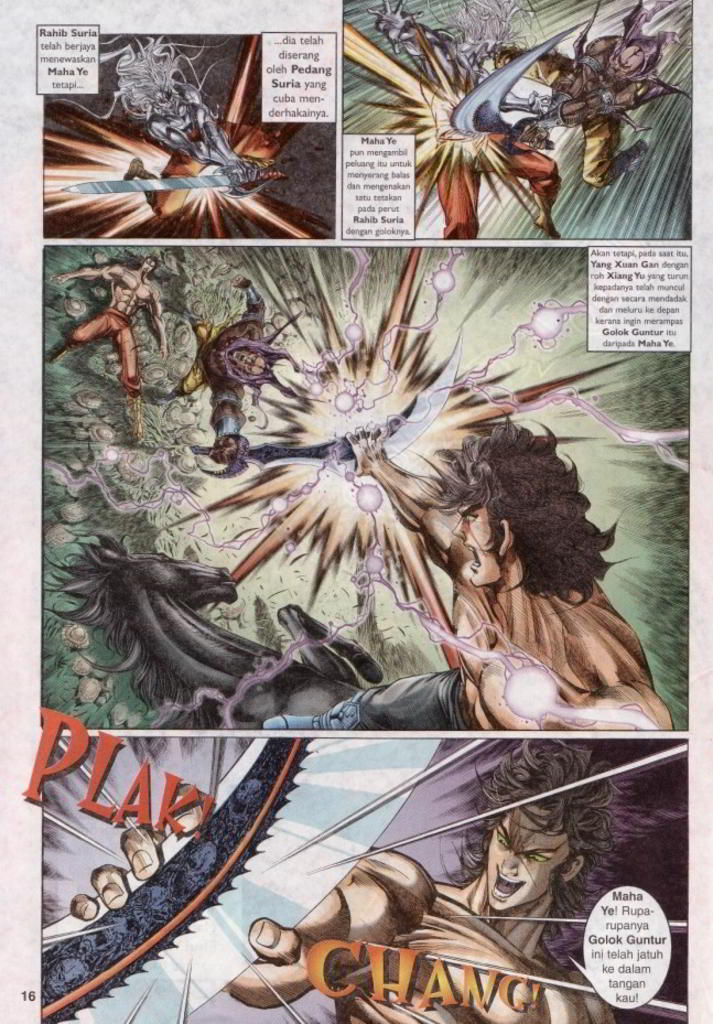 Rahib Suria
telah berjaya
menewaskan
Maha Ye
tetapi...
...dia telah
diserang
oleh Pedang
Suria yang
cuba men-
derhakainya.
Maha Ye
pun mengambil
peluang itu untuk
menyerang balas
dan mengenakan
satu tetakan
pada perut
Rahib Suria
dengan goloknya.
Akan tetapi, pada saat itu,
Yang Xuan Gan dengan
roh Xiang Yu yang turun
kepadanya telah muncul
dengan secara mendadak
dan meluru ke depan
kerana ingin merampas
Golok Guntur itu
daripada Maha Ye.
PLAK!
CHANG!
Maha
Ye! Rupa-
rupanya
Golok Guntur
ini telah jatuh
ke dalam
tangan
kau!
16